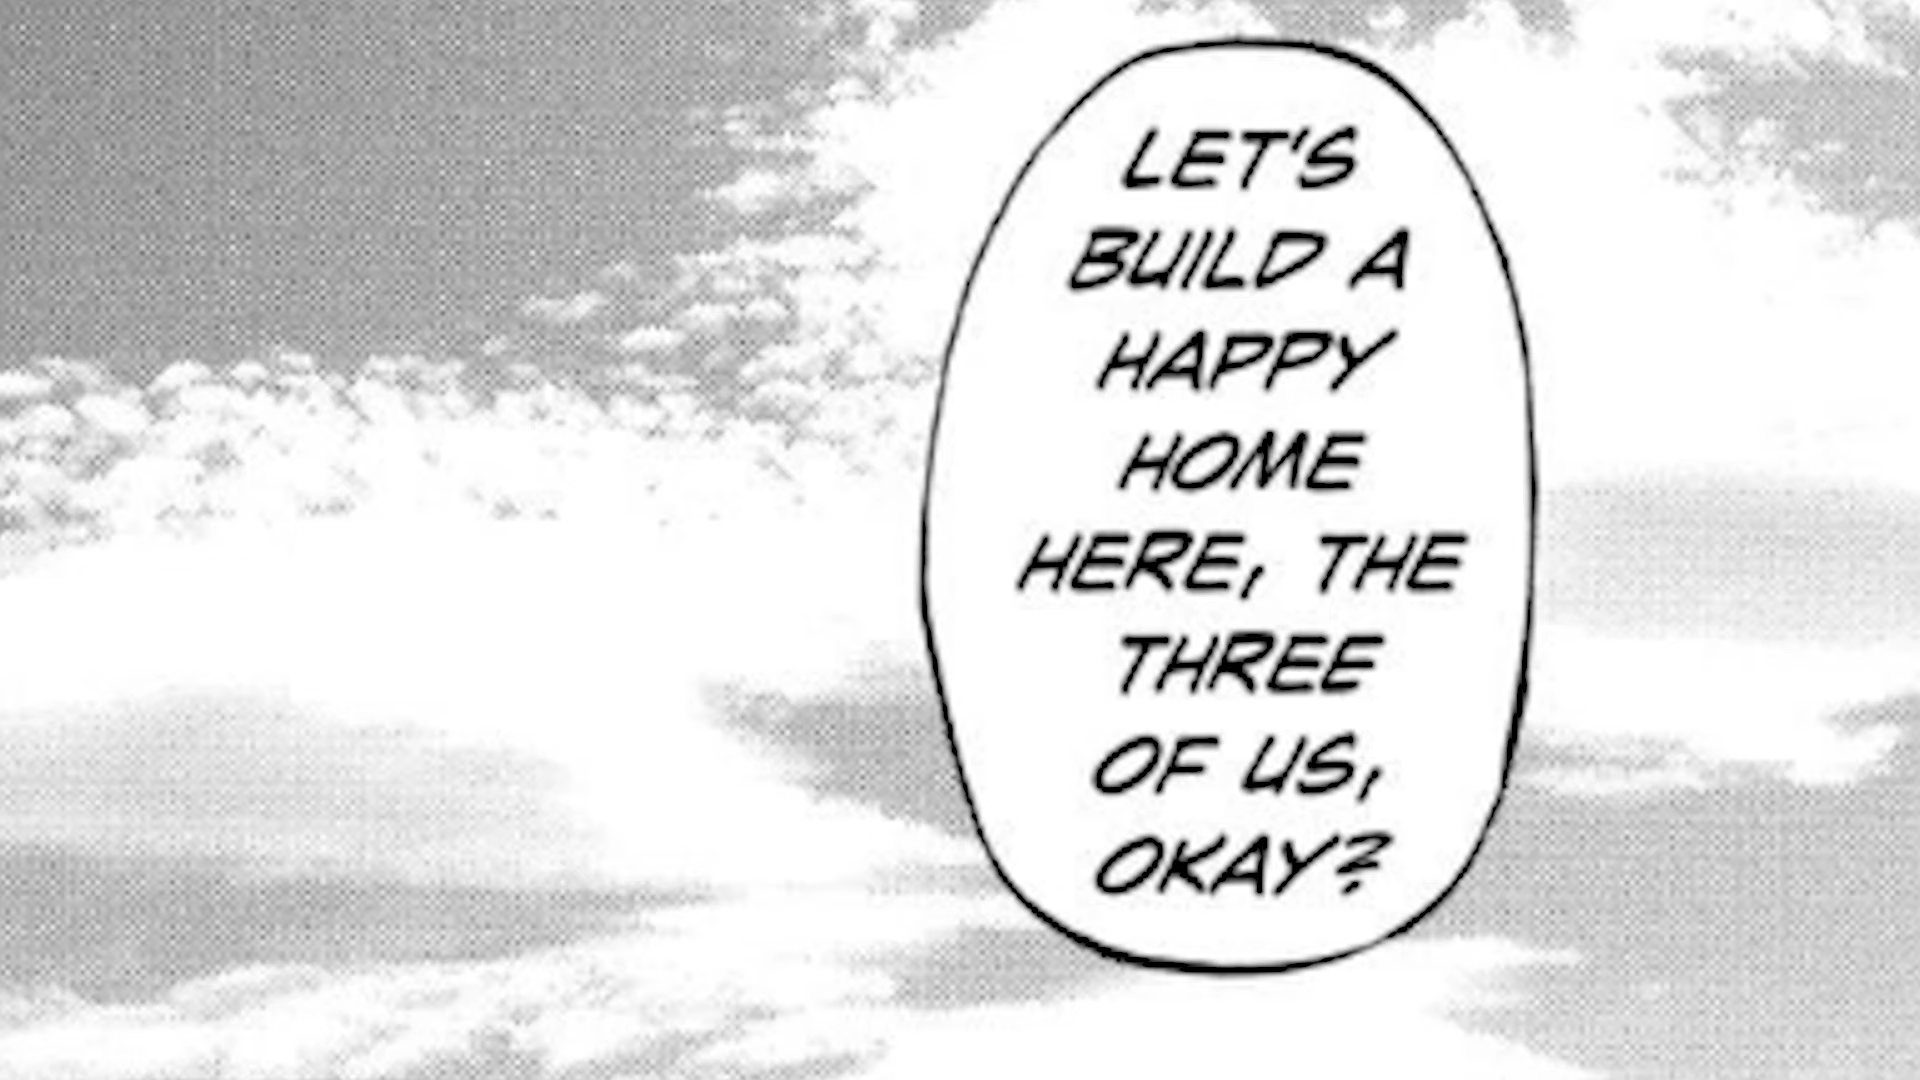 LET'S
BUILD A
HAPPY
HOME
HERE, THE
THREE
OF US,
OKAY?